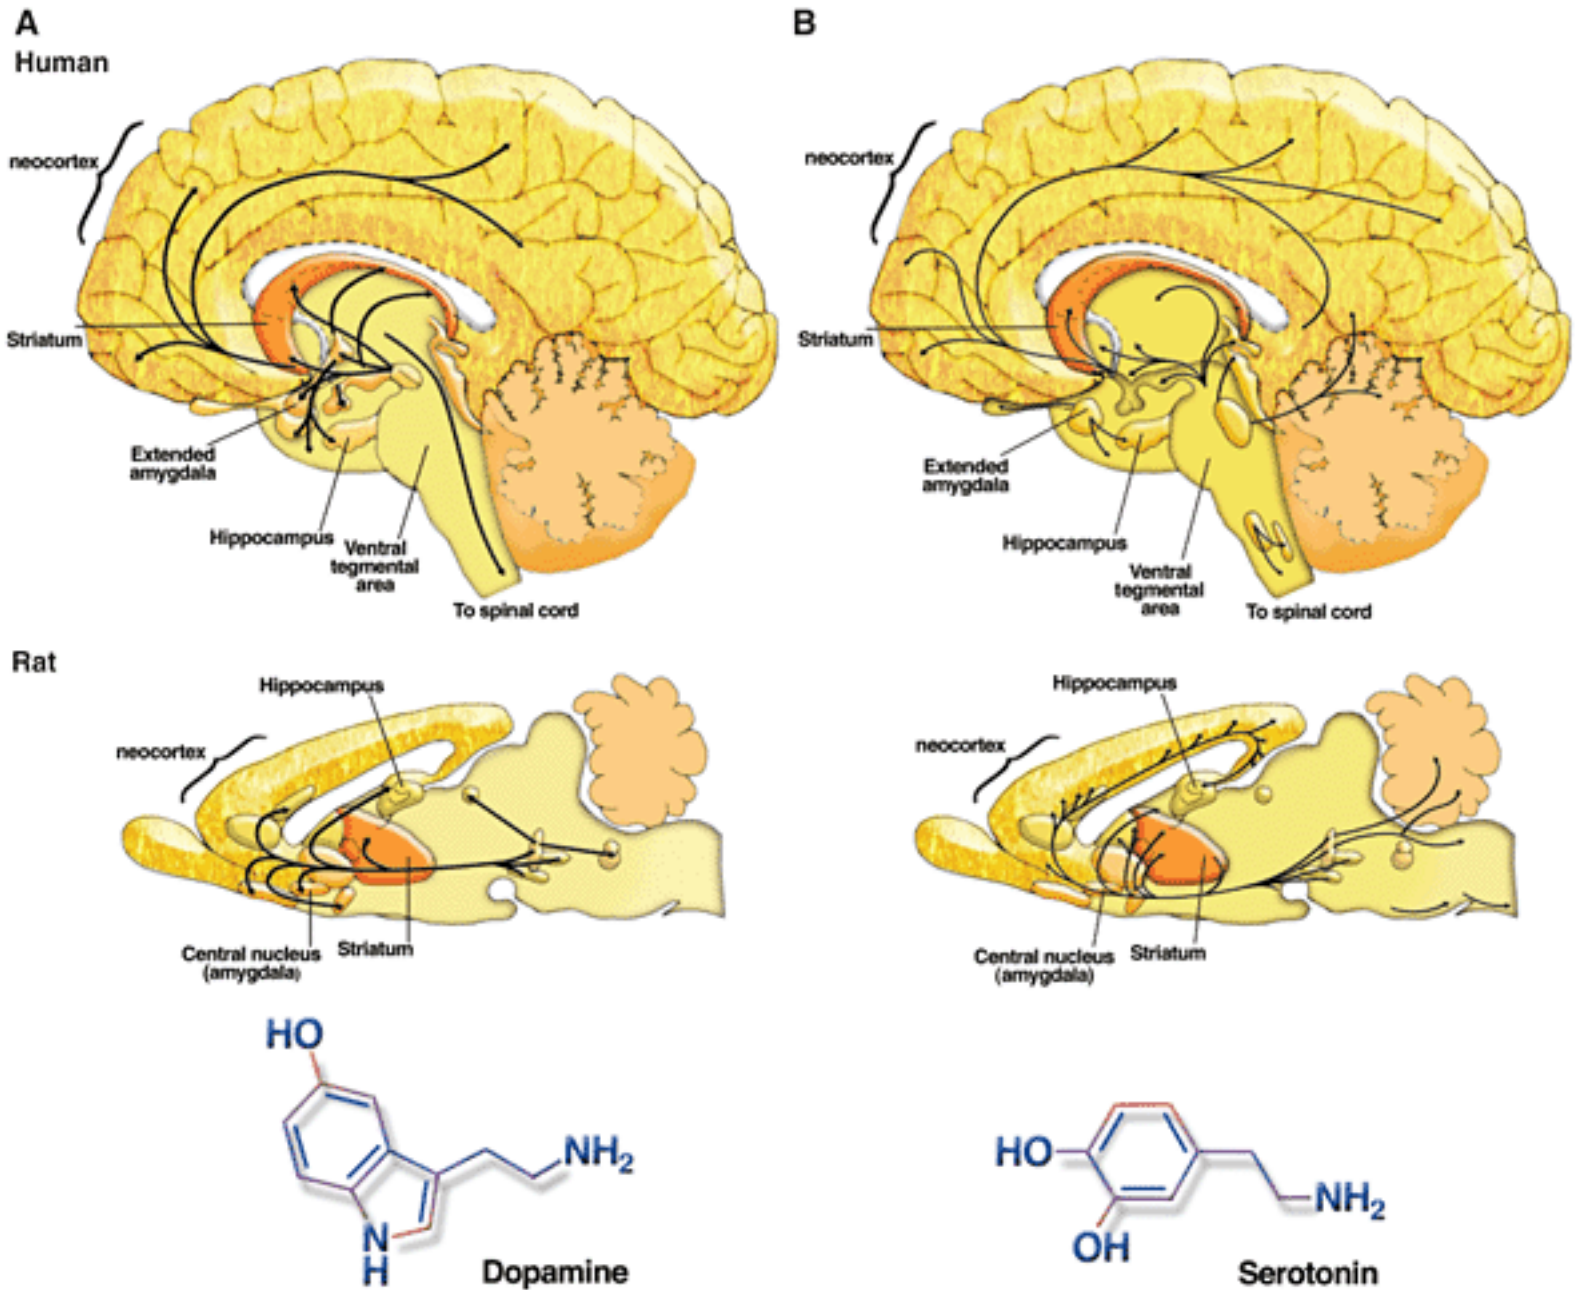 A
B
Human
neocortex
neocortex
Striatum
Striatum
Extended
amygdala
Extended
amygdala
Hippocampus
Hippocampus
Ventral
tegmental
area
Ventral
tegmental
area
To spinal cord
To spinal cord
Rat
Hippocampus
Hippocampus
neocortex
neocortex
Central nucleus
(amygdala)
Striatum
Central nucleus
(amygdala)
Striatum
HO
NH2
N
H
Dopamine
HO
OH
NH2
Serotonin